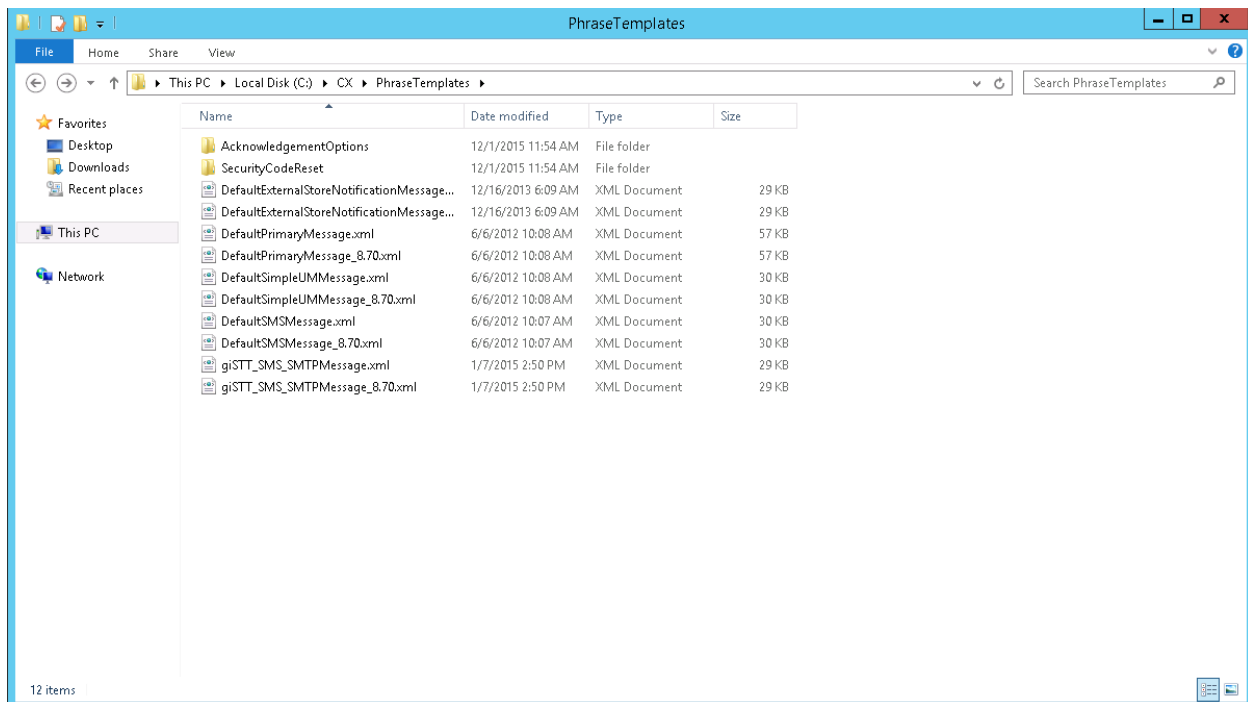 PhraseTemplates
File Home Share View
This PC Local Disk (C:) CX PhraseTemplates Search PhraseTemplates
Name Date modified Type Size
Favorites
Desktop
Downloads
Recent places
This PC
Network
AcknowledgementOptions 12/1/2015 11:54 AM File folder
SecurityCodeReset 12/1/2015 11:54 AM File folder
DefaultExternalStoreNotificationMessage... 12/16/2013 6:09 AM XML Document 29 KB
DefaultExternalStoreNotificationMessage... 12/16/2013 6:09 AM XML Document 29 KB
DefaultPrimaryMessage.xml 6/6/2012 10:08 AM XML Document 57 KB
DefaultPrimaryMessage_8.70.xml 6/6/2012 10:08 AM XML Document 57 KB
DefaultSimpleUMMessage.xml 6/6/2012 10:08 AM XML Document 30 KB
DefaultSimpleUMMessage_8.70.xml 6/6/2012 10:08 AM XML Document 30 KB
DefaultSMSMessage.xml 6/6/2012 10:07 AM XML Document 30 KB
DefaultSMSMessage_8.70.xml 6/6/2012 10:07 AM XML Document 30 KB
giSTT_SMS_SMTPMessage.xml 1/7/2015 2:50 PM XML Document 29 KB
giSTT_SMS_SMTPMessage_8.70.xml 1/7/2015 2:50 PM XML Document 29 KB
12 items